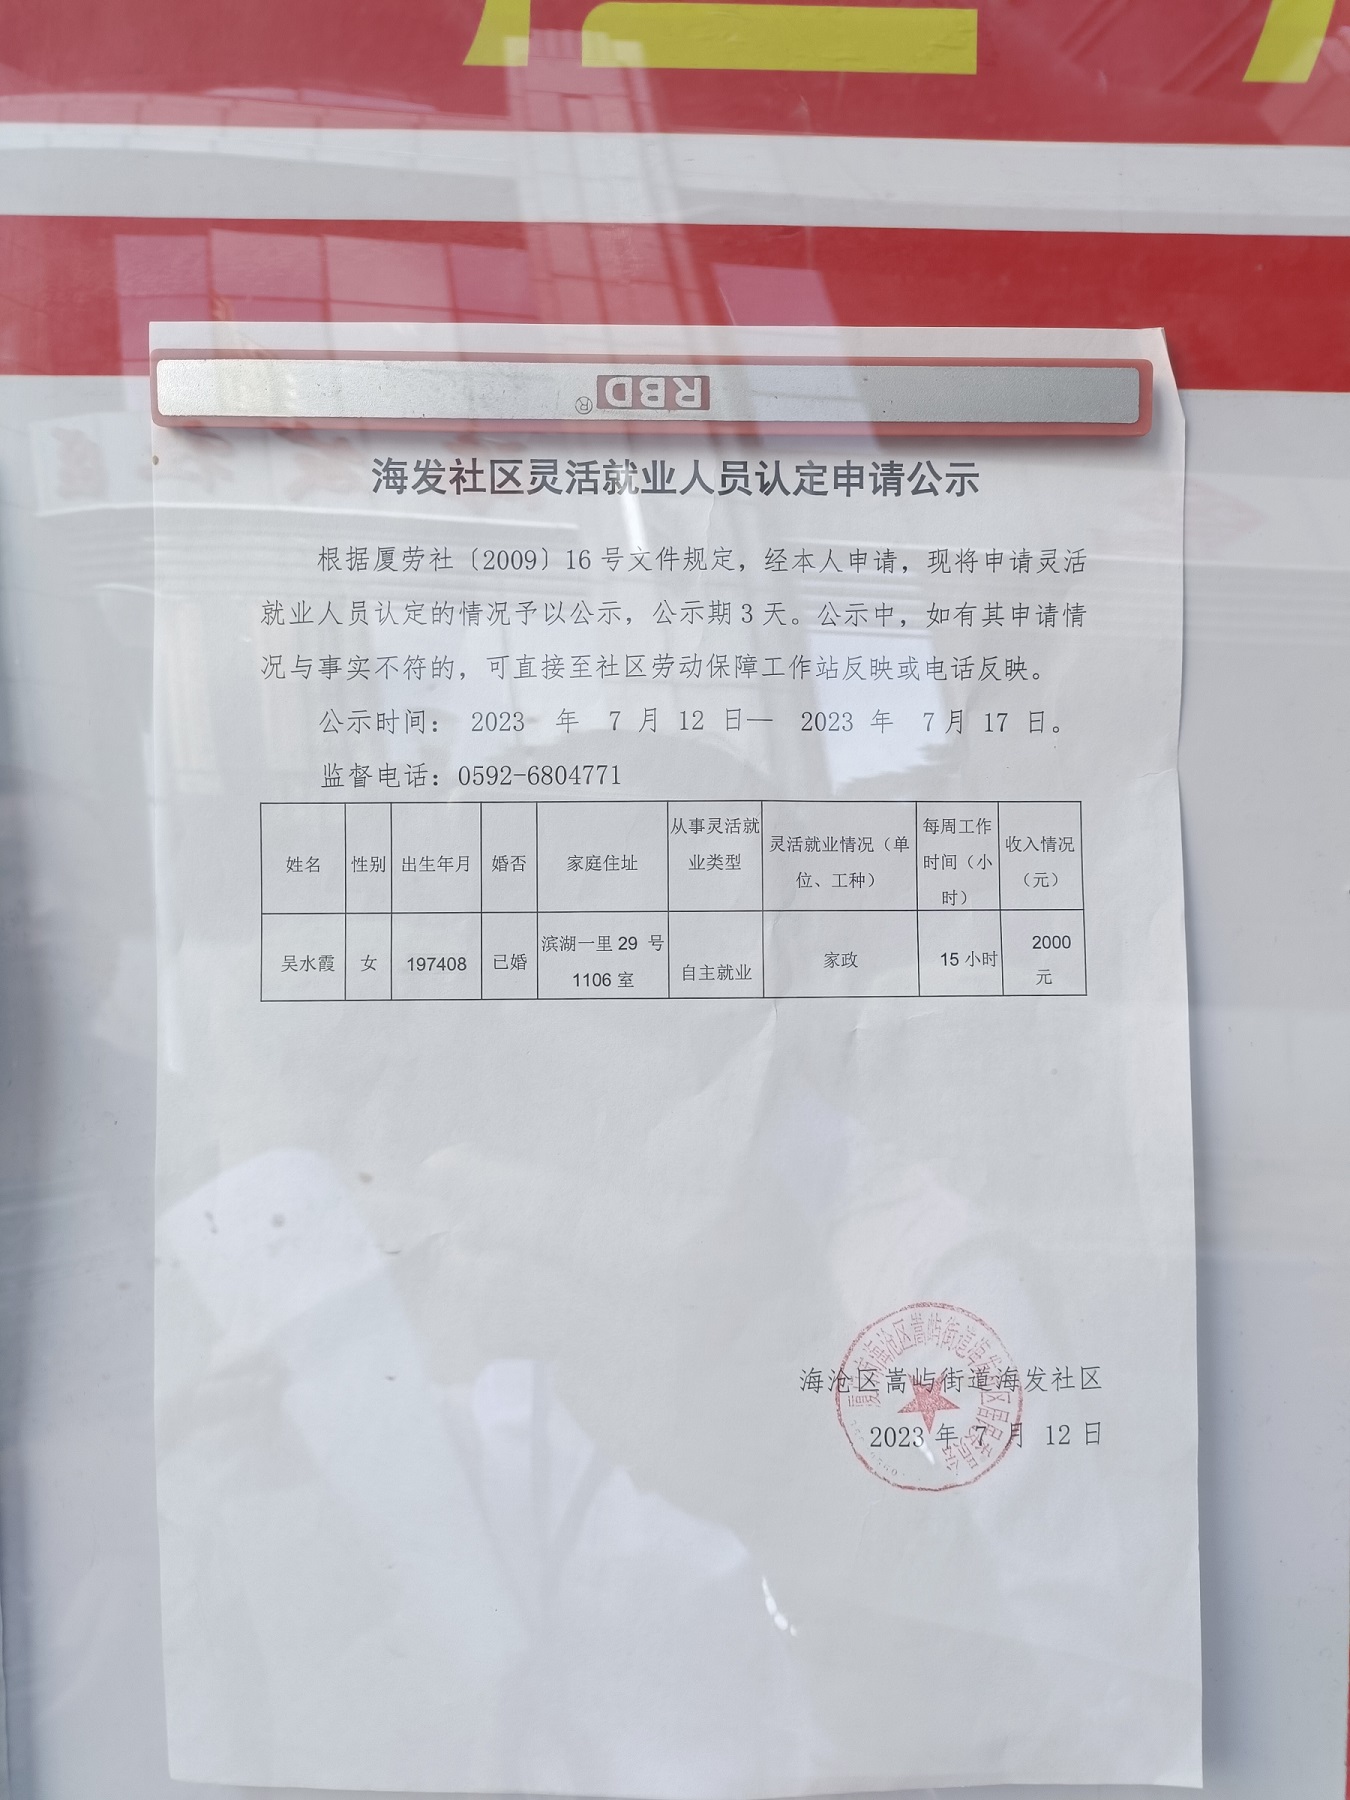 RBD
®
海发社区灵活就业人员认定申请公示
根据厦劳社〔2009〕16 号文件规定，经本人申请，现将申请灵活
就业人员认定的情况予以公示，公示期 3 天。公示中，如有其申请情
况与事实不符的，可直接至社区劳动保障工作站反映或电话反映。
公示时间： 2023 年 7 月 12 日— 2023 年 7 月 17 日。
监督电话：0592-6804771
姓名 性别 出生年月 婚否 家庭住址 从事灵活就业类型 灵活就业情况（单位、工种） 每周工作时间（小时） 收入情况（元）
吴水霞 女 197408 已婚 滨湖一里 29 号 1106 室 自主就业 家政 15 小时 2000 元
海沧区嵩屿街道海发社区
2023 年 7 月 12 日